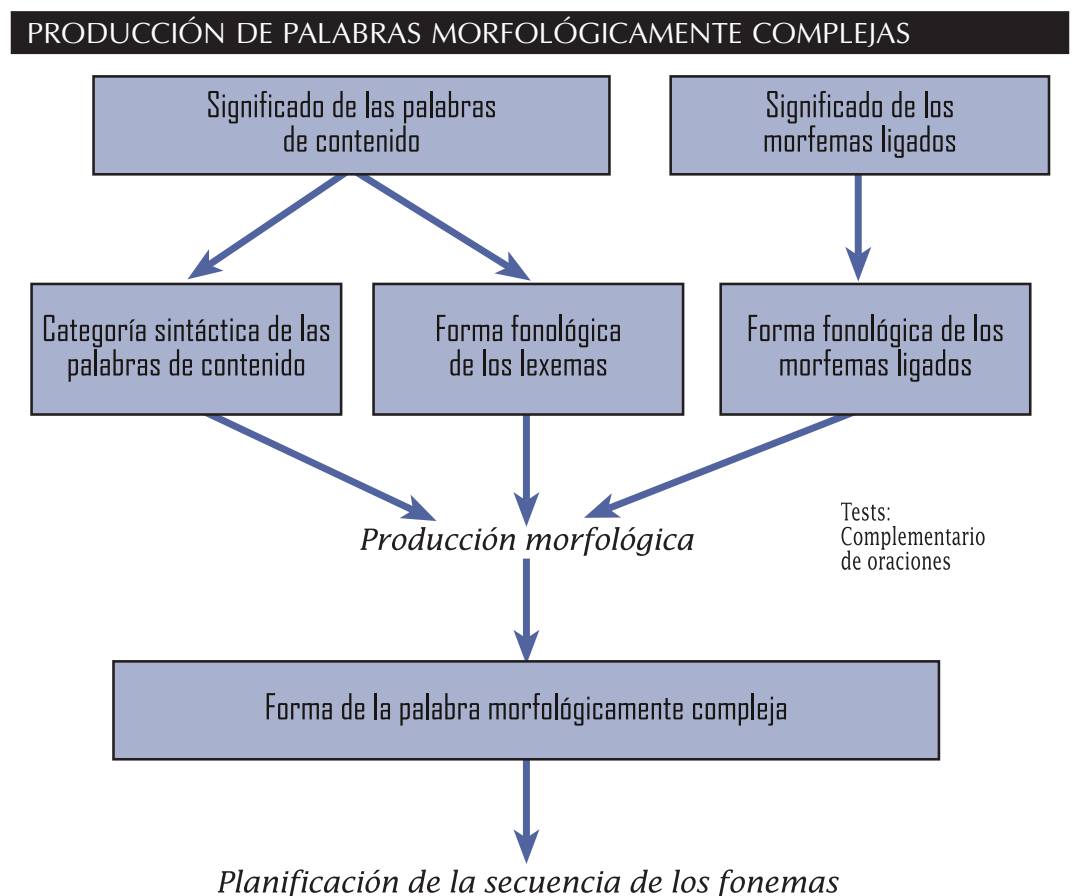 PRODUCCIÓN DE PALABRAS MORFOLÓGICAMENTE COMPLEJAS
Significado de las palabras
de contenido
Significado de los
morfemas ligados
Categoría sintáctica de las
palabras de contenido
Forma fonológica
de los lexemas
Forma fonológica de los
morfemas ligados
Producción morfológica
Tests:
Complementario
de oraciones
Forma de la palabra morfológicamente compleja
Planificación de la secuencia de los fonemas